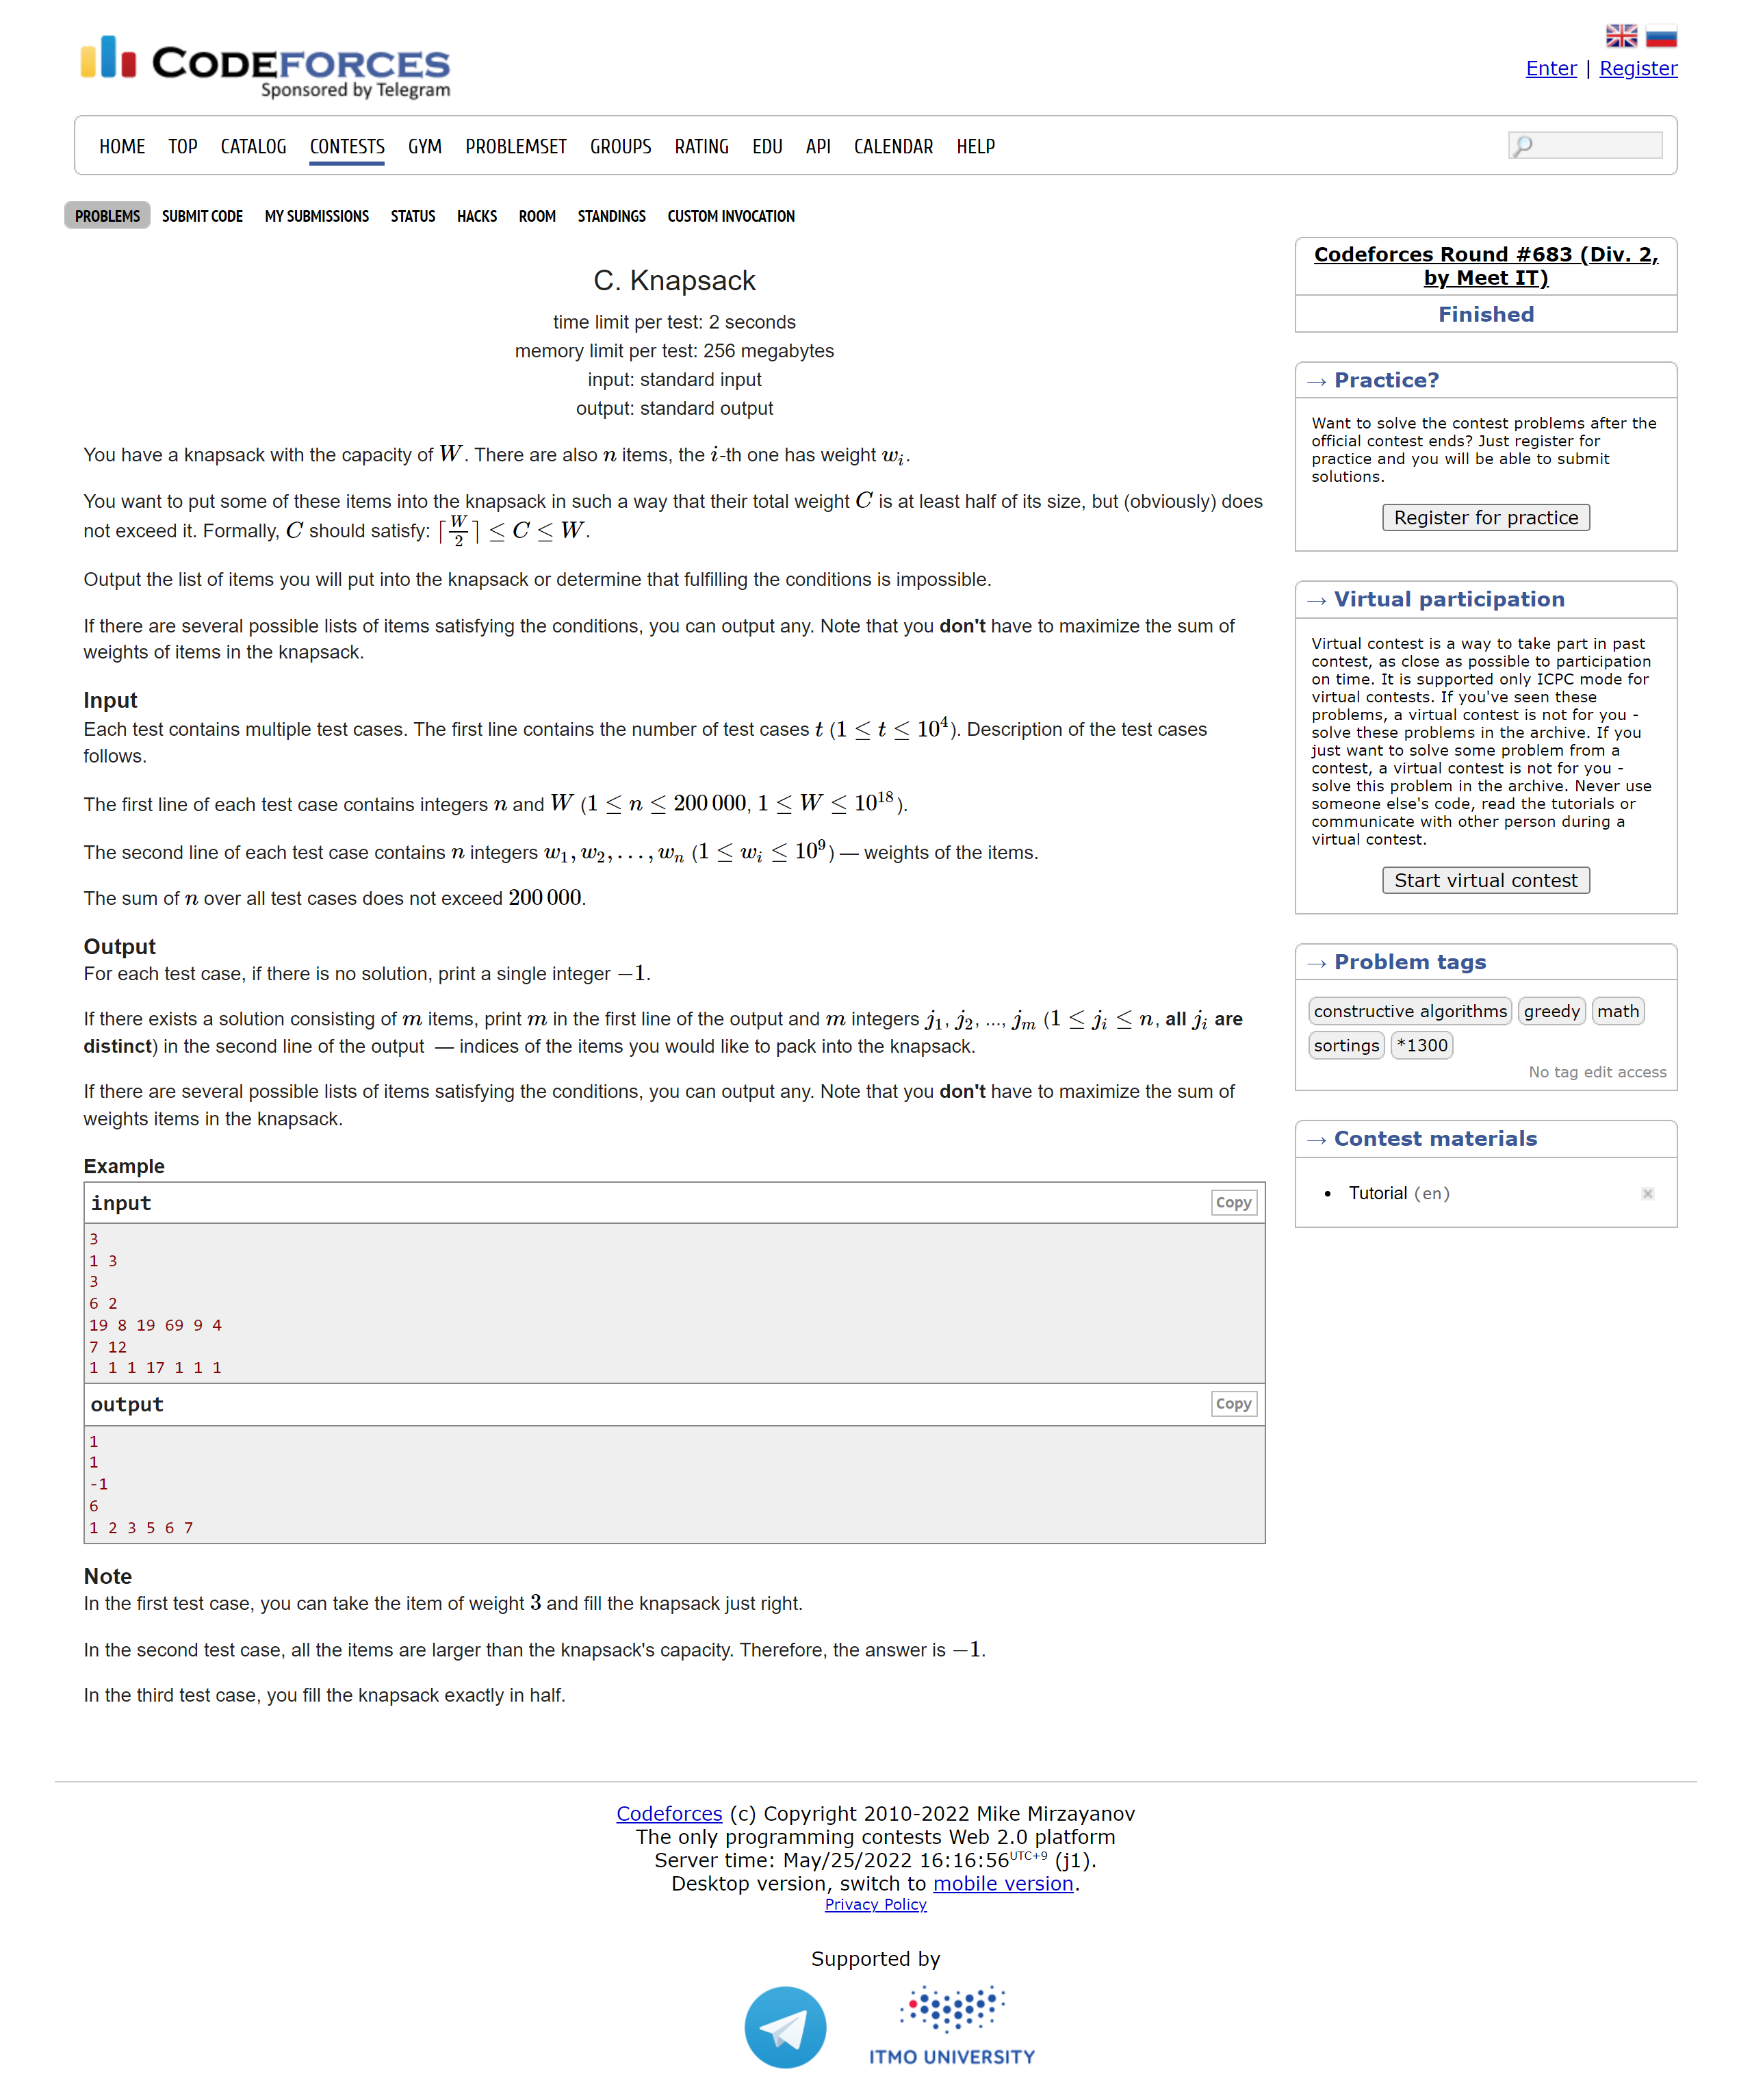 CODEFORCES
Sponsored by Telegram
Enter | Register
HOME TOP CATALOG CONTESTS GYM PROBLEMSET GROUPS RATING EDU API CALENDAR HELP
PROBLEMS SUBMIT CODE MY SUBMISSIONS STATUS HACKS ROOM STANDINGS CUSTOM INVOCATION
C. Knapsack
time limit per test: 2 seconds
memory limit per test: 256 megabytes
input: standard input
output: standard output
You have a knapsack with the capacity of W. There are also n items, the i-th one has weight w_i.
You want to put some of these items into the knapsack in such a way that their total weight C is at least half of its size, but (obviously) does
not exceed it. Formally, C should satisfy: ⌈W/2⌉ ≤ C ≤ W.
Output the list of items you will put into the knapsack or determine that fulfilling the conditions is impossible.
If there are several possible lists of items satisfying the conditions, you can output any. Note that you don't have to maximize the sum of
weights of items in the knapsack.
Input
Each test contains multiple test cases. The first line contains the number of test cases t (1 ≤ t ≤ 10^4). Description of the test cases
follows.
The first line of each test case contains integers n and W (1 ≤ n ≤ 200 000, 1 ≤ W ≤ 10^18).
The second line of each test case contains n integers w_1, w_2, …, w_n (1 ≤ w_i ≤ 10^9) — weights of the items.
The sum of n over all test cases does not exceed 200 000.
Output
For each test case, if there is no solution, print a single integer −1.
If there exists a solution consisting of m items, print m in the first line of the output and m integers j_1, j_2, ..., j_m (1 ≤ j_i ≤ n, all j_i are
distinct) in the second line of the output — indices of the items you would like to pack into the knapsack.
If there are several possible lists of items satisfying the conditions, you can output any. Note that you don't have to maximize the sum of
weights items in the knapsack.
Example
input
Copy
3
1 3
3
6 2
19 8 19 69 9 4
7 12
1 1 1 17 1 1 1
output
Copy
1
1
-1
6
1 2 3 5 6 7
Note
In the first test case, you can take the item of weight 3 and fill the knapsack just right.
In the second test case, all the items are larger than the knapsack's capacity. Therefore, the answer is −1.
In the third test case, you fill the knapsack exactly in half.
Codeforces Round #683 (Div. 2,
by Meet IT)
Finished
→ Practice?
Want to solve the contest problems after the
official contest ends? Just register for
practice and you will be able to submit
solutions.
Register for practice
→ Virtual participation
Virtual contest is a way to take part in past
contest, as close as possible to participation
on time. It is supported only ICPC mode for
virtual contests. If you've seen these
problems, a virtual contest is not for you -
solve these problems in the archive. If you
just want to solve some problem from a
contest, a virtual contest is not for you -
solve this problem in the archive. Never use
someone else's code, read the tutorials or
communicate with other person during a
virtual contest.
Start virtual contest
→ Problem tags
constructive algorithms greedy math
sortings *1300
No tag edit access
→ Contest materials
• Tutorial (en)
Codeforces (c) Copyright 2010-2022 Mike Mirzayanov
The only programming contests Web 2.0 platform
Server time: May/25/2022 16:16:56 UTC+9 (j1).
Desktop version, switch to mobile version.
Privacy Policy
Supported by
ITMO UNIVERSITY